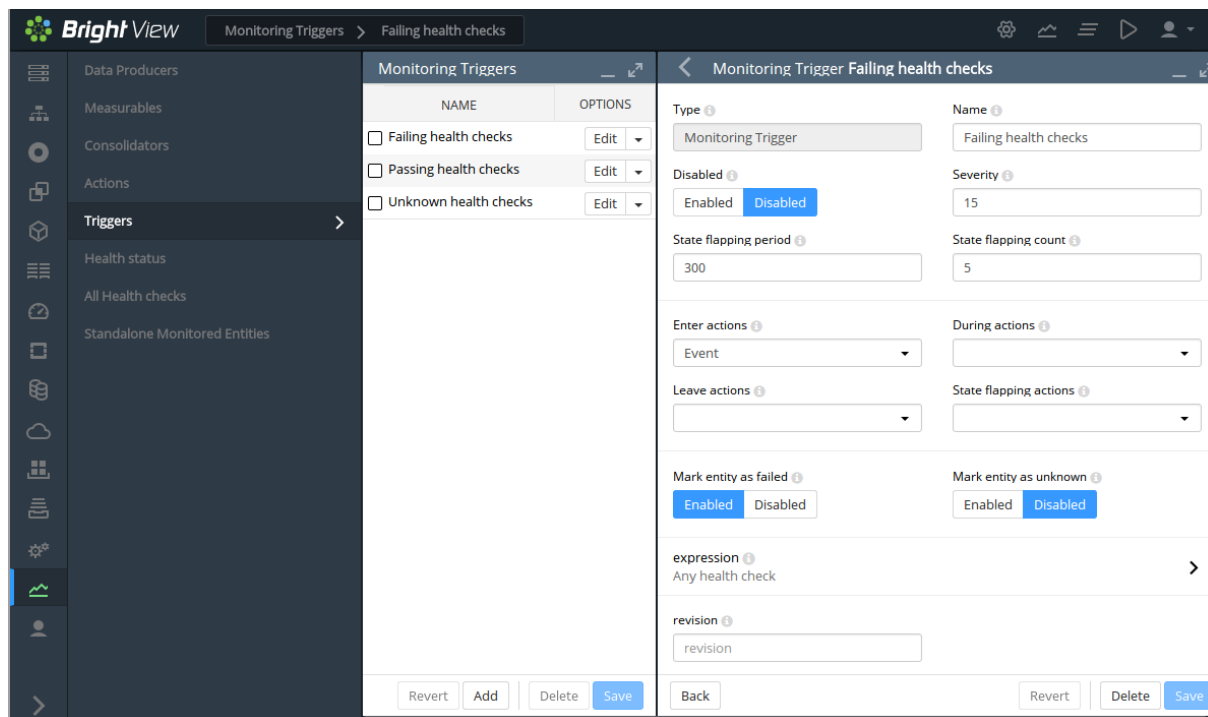 Bright View
Monitoring Triggers > Failing health checks
Data Producers
Measurables
Consolidators
Actions
Triggers
Health status
All Health checks
Standalone Monitored Entities
Monitoring Triggers
NAME OPTIONS
Failing health checks Edit
Passing health checks Edit
Unknown health checks Edit
Revert Add Delete Save
Monitoring Trigger Failing health checks
Type Name
Monitoring Trigger Failing health checks
Disabled Severity
Enabled Disabled 15
State flapping period State flapping count
300 5
Enter actions During actions
Event
Leave actions State flapping actions
Mark entity as failed Mark entity as unknown
Enabled Disabled Enabled Disabled
expression
Any health check
revision
revision
Back Revert Delete Save